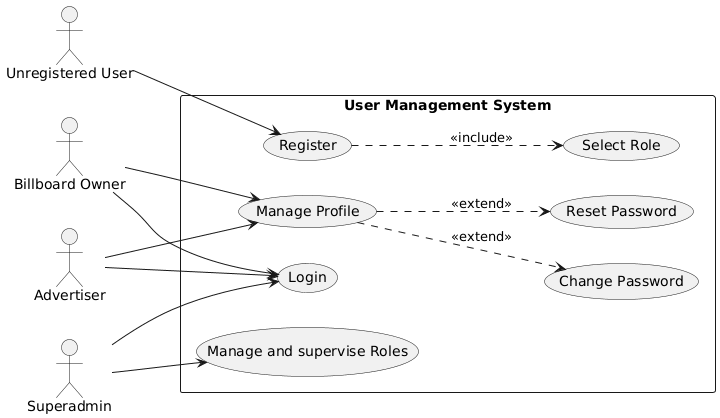 Unregistered User
User Management System
Register
«include»
Select Role
Billboard Owner
Manage Profile
«extend»
Reset Password
«extend»
Change Password
Advertiser
Login
Manage and supervise Roles
Superadmin